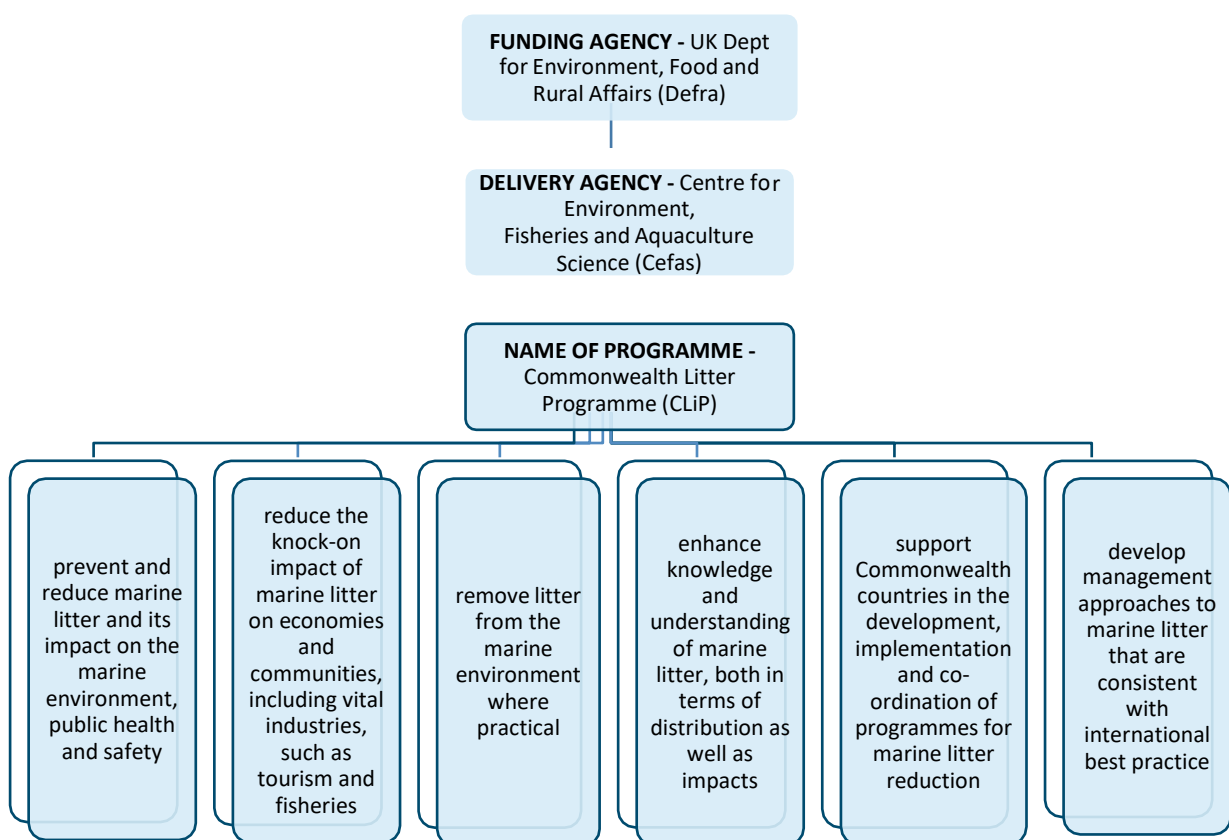 FUNDING AGENCY - UK Dept
for Environment, Food and
Rural Affairs (Defra)
DELIVERY AGENCY - Centre for
Environment,
Fisheries and Aquaculture
Science (Cefas)
NAME OF PROGRAMME -
Commonwealth Litter
Programme (CLiP)
prevent and
reduce marine
litter and its
impact on the
marine
environment,
public health
and safety
reduce the
knock-on
impact of
marine litter
on economies
and
communities,
including vital
industries,
such as
tourism and
fisheries
remove litter
from the
marine
environment
where
practical
enhance
knowledge
and
understanding
of marine
litter, both in
terms of
distribution as
well as
impacts
support
Commonwealth
countries in the
development,
implementation
and co-
ordination of
programmes for
marine litter
reduction
develop
management
approaches to
marine litter
that are
consistent
with
international
best practice